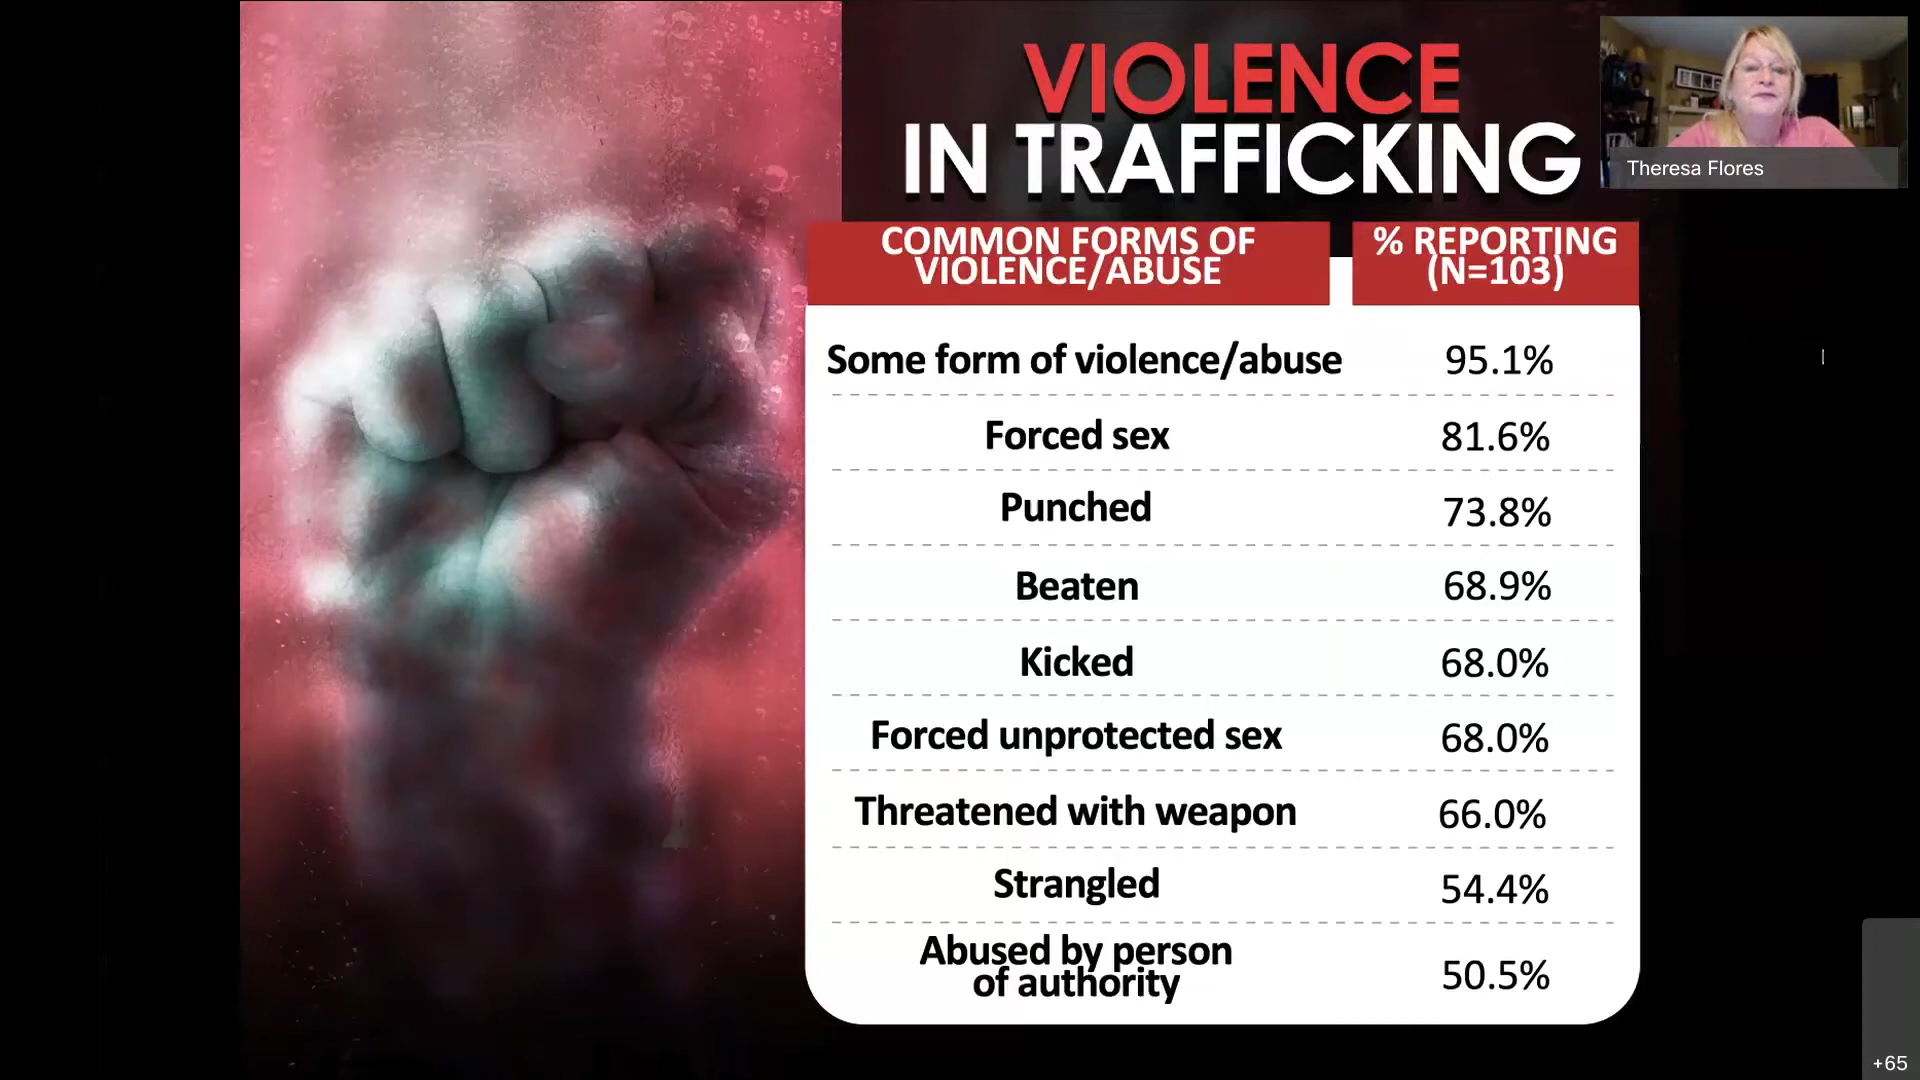 VIOLENCE
IN TRAFFICKING
Theresa Flores
COMMON FORMS OF
VIOLENCE/ABUSE
% REPORTING
(N=103)
Some form of violence/abuse 95.1%
Forced sex 81.6%
Punched 73.8%
Beaten 68.9%
Kicked 68.0%
Forced unprotected sex 68.0%
Threatened with weapon 66.0%
Strangled 54.4%
Abused by person
of authority 50.5%
+65